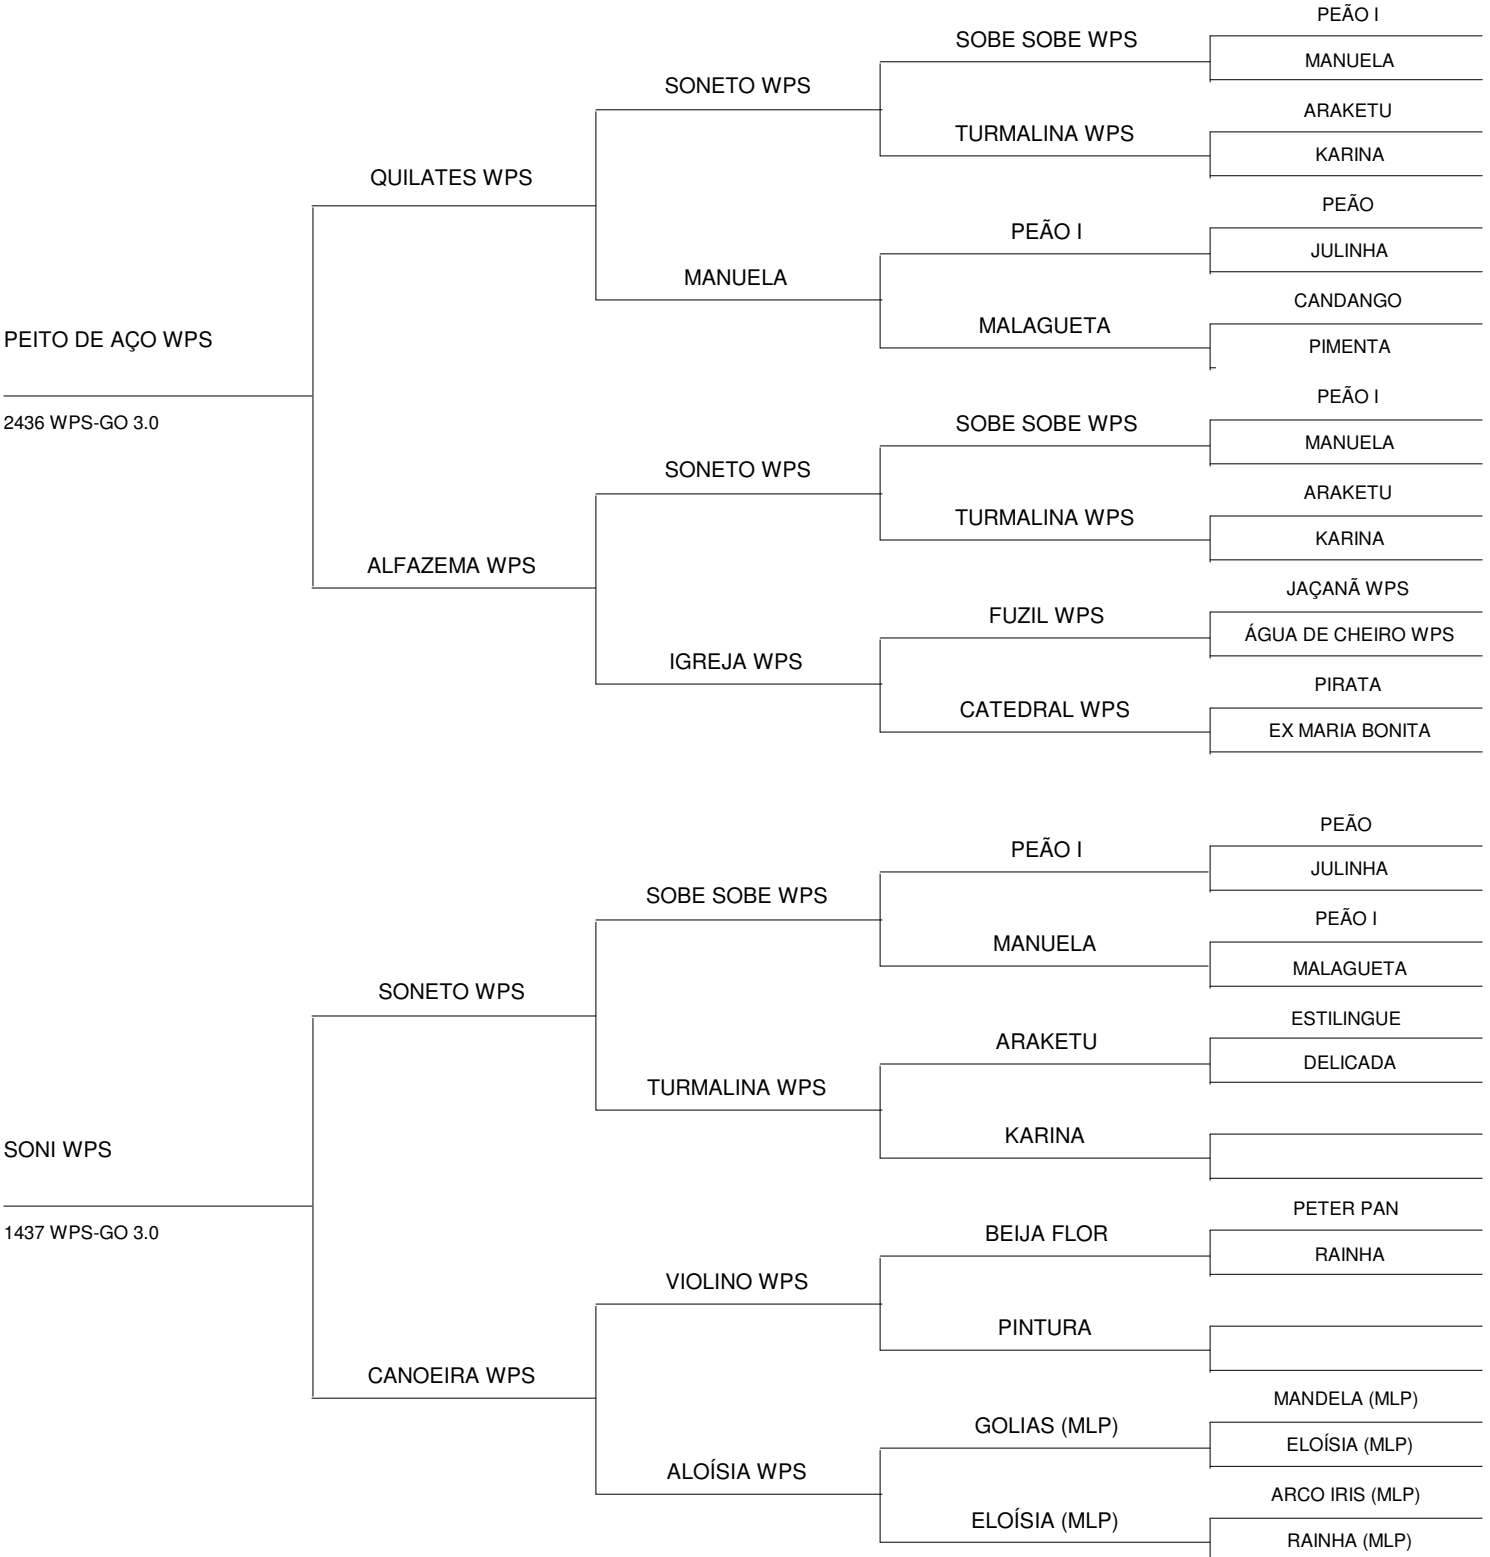 PEÃO I
SOBE SOBE WPS
MANUELA
SONETO WPS
ARAKETU
TURMALINA WPS
KARINA
QUILATES WPS
PEÃO
PEÃO I
JULINHA
MANUELA
CANDANGO
MALAGUETA
PIMENTA
PEITO DE AÇO WPS
2436 WPS-GO 3.0
PEÃO I
SOBE SOBE WPS
MANUELA
SONETO WPS
ARAKETU
TURMALINA WPS
KARINA
ALFAZEMA WPS
JAÇANÃ WPS
FUZIL WPS
ÁGUA DE CHEIRO WPS
IGREJA WPS
PIRATA
CATEDRAL WPS
EX MARIA BONITA
PEÃO
PEÃO I
JULINHA
SOBE SOBE WPS
PEÃO I
MANUELA
MALAGUETA
SONETO WPS
ESTILINGUE
ARAKETU
DELICADA
TURMALINA WPS
KARINA
SONI WPS
1437 WPS-GO 3.0
PETER PAN
BEIJA FLOR
RAINHA
VIOLINO WPS
PINTURA
CANOEIRA WPS
MANDELA (MLP)
GOLIAS (MLP)
ELOÍSIA (MLP)
ALOÍSIA WPS
ARCO IRIS (MLP)
ELOÍSIA (MLP)
RAINHA (MLP)